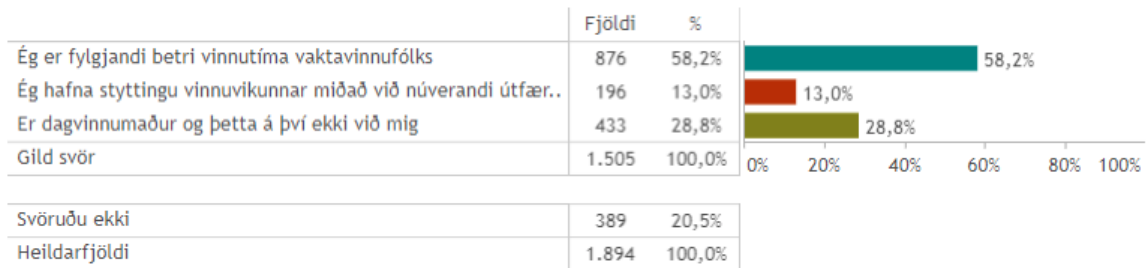 Fjöldi %
Ég er fylgjandi betri vinnutíma vaktavinnufólks 876 58,2% 58,2%
Ég hafna styttingu vinnuvikunnar miðað við núverandi útfær.. 196 13,0% 13,0%
Er dagvinnumaður og þetta á því ekki við mig 433 28,8% 28,8%
Gild svör 1.505 100,0% 0% 20% 40% 60% 80% 100%
Svöruðu ekki 389 20,5%
Heildarfjöldi 1.894 100,0%